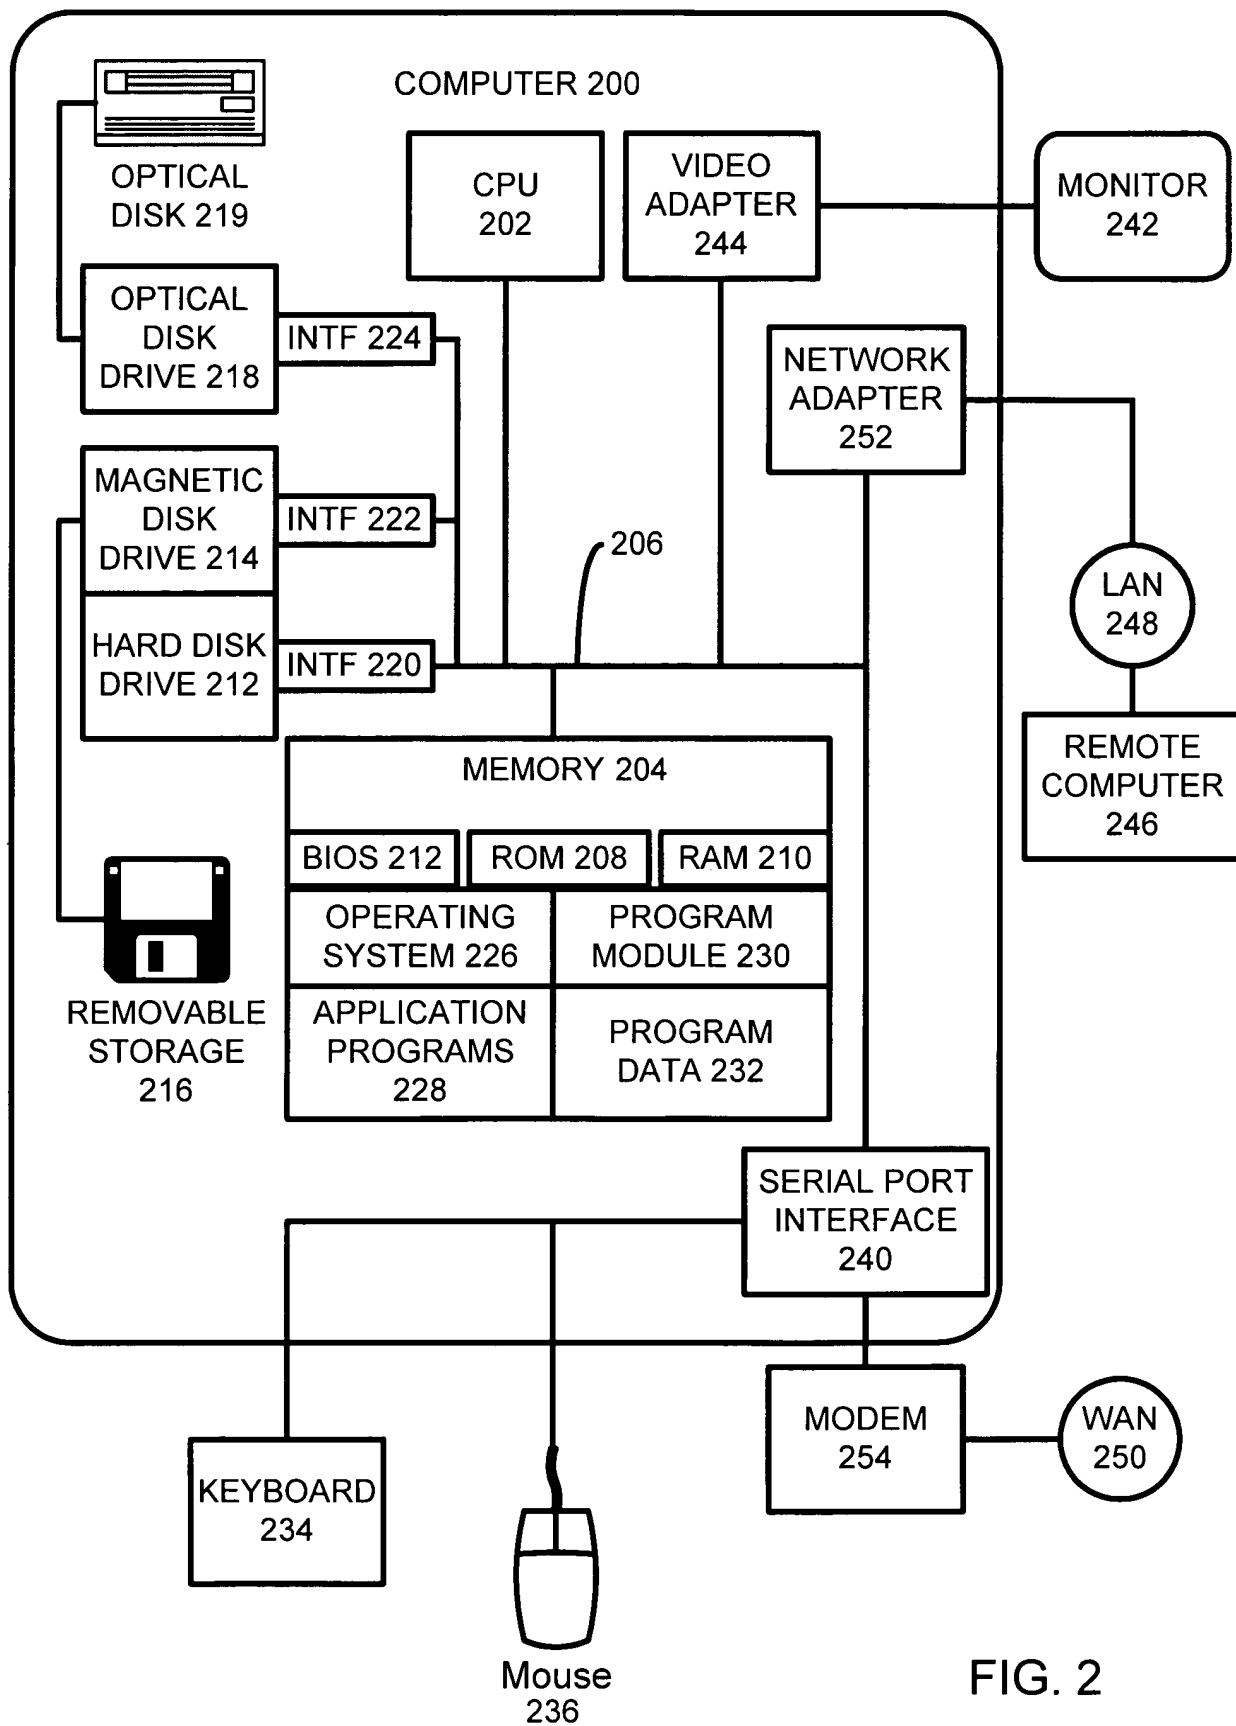 COMPUTER 200
OPTICAL
DISK 219
CPU
202
VIDEO
ADAPTER
244
MONITOR
242
OPTICAL
DISK
DRIVE 218
INTF 224
NETWORK
ADAPTER
252
MAGNETIC
DISK
DRIVE 214
INTF 222
206
LAN
248
HARD DISK
DRIVE 212
INTF 220
REMOTE
COMPUTER
246
MEMORY 204
BIOS 212
ROM 208
RAM 210
OPERATING
SYSTEM 226
PROGRAM
MODULE 230
APPLICATION
PROGRAMS
228
PROGRAM
DATA 232
REMOVABLE
STORAGE
216
SERIAL PORT
INTERFACE
240
MODEM
254
WAN
250
KEYBOARD
234
Mouse
236
FIG. 2